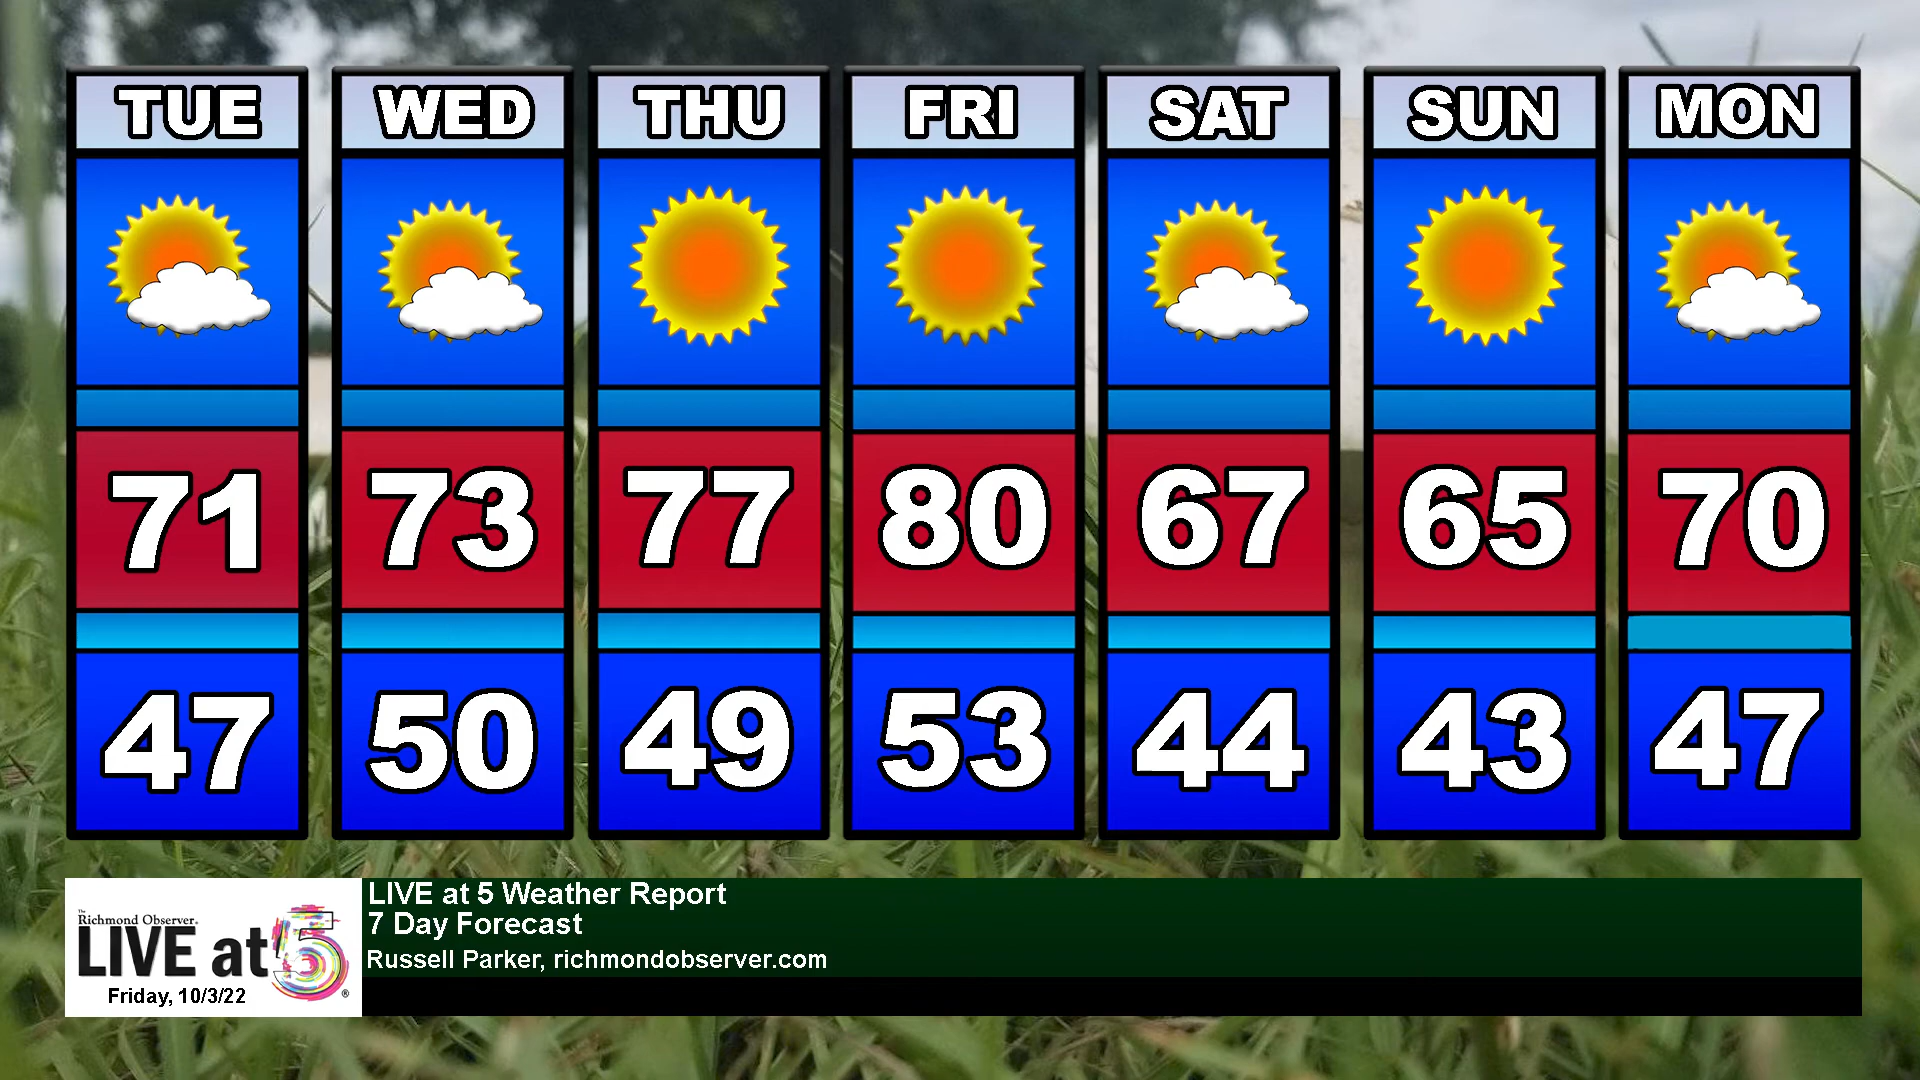 TUE WED THU FRI SAT SUN MON
71 73 77 80 67 65 70
47 50 49 53 44 43 47
The
Richmond Observer.
LIVE at 5
®
Friday, 10/3/22
LIVE at 5 Weather Report
7 Day Forecast
Russell Parker, richmondobserver.com